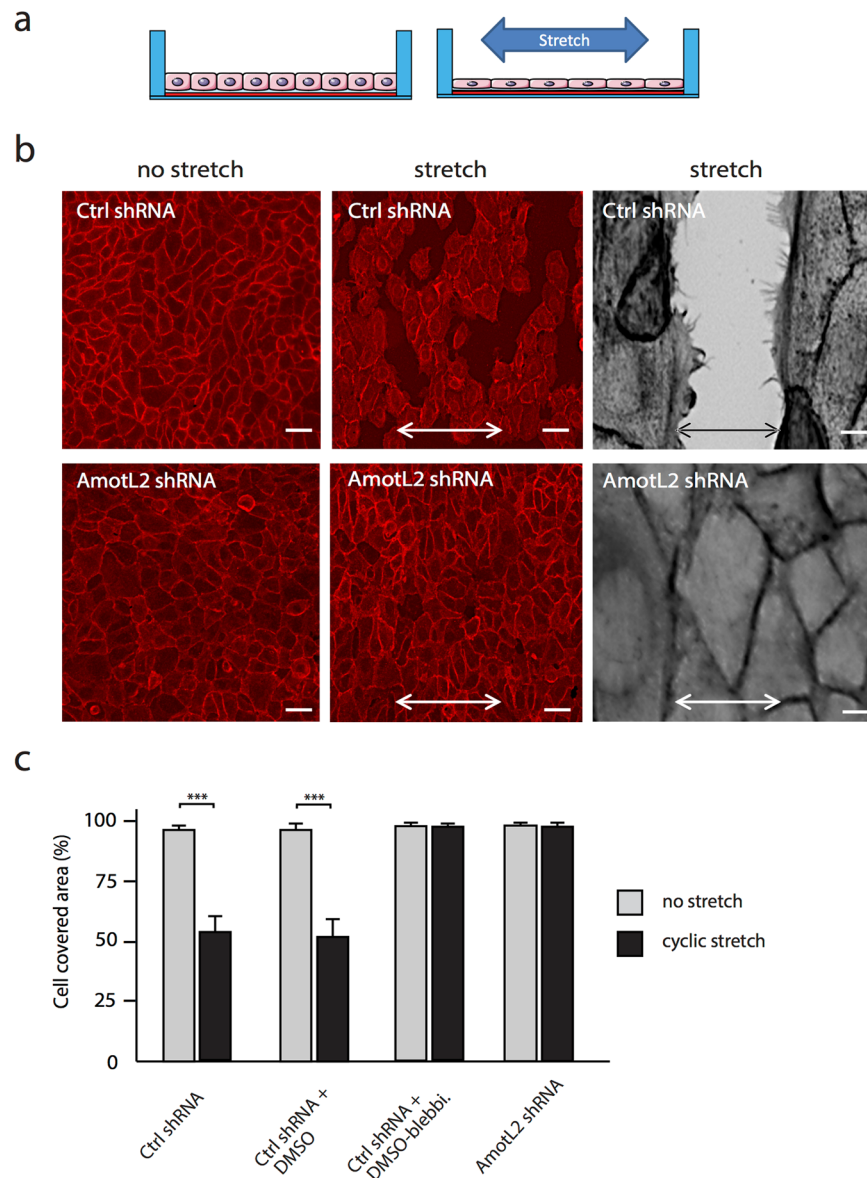 a
Stretch
b
no stretch
stretch
stretch
Ctrl shRNA
Ctrl shRNA
Ctrl shRNA
AmotL2 shRNA
AmotL2 shRNA
AmotL2 shRNA
c
***
***
100
75
50
25
0
Cell covered area (%)
no stretch
cyclic stretch
Ctrl shRNA
Ctrl shRNA +
DMSO
Ctrl shRNA +
DMSO-blebbi.
AmotL2 shRNA